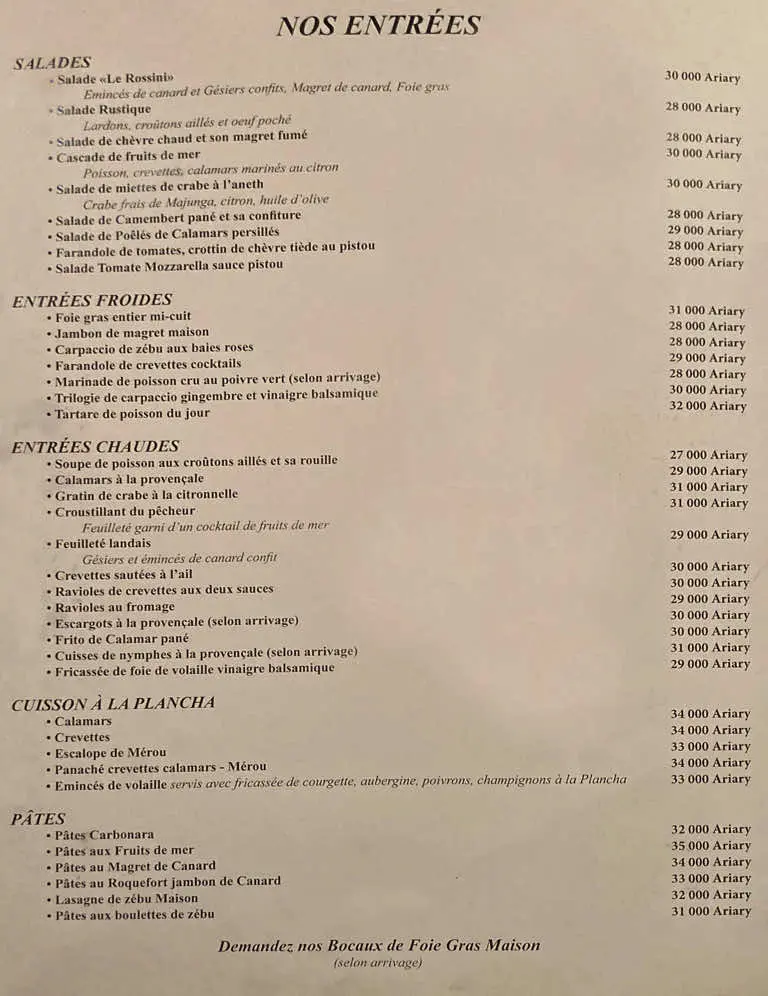 NOS ENTRÉES
SALADES
• Salade «Le Rossini» 30 000 Ariary
Emincés de canard et Gésiers confits, Magret de canard, Foie gras
• Salade Rustique 28 000 Ariary
Lardons, croûtons aillés et oeuf poché
• Salade de chèvre chaud et son magret fumé 28 000 Ariary
• Cascade de fruits de mer 30 000 Ariary
Poisson, crevettes, calamars marinés au citron
• Salade de miettes de crabe à l'aneth 30 000 Ariary
Crabe frais de Majunga, citron, huile d'olive
• Salade de Camembert pané et sa confiture 28 000 Ariary
• Salade de Poêlés de Calamars persillés 29 000 Ariary
• Farandole de tomates, crottin de chèvre tiède au pistou 28 000 Ariary
• Salade Tomate Mozzarella sauce pistou 28 000 Ariary
ENTRÉES FROIDES
• Foie gras entier mi-cuit 31 000 Ariary
• Jambon de magret maison 28 000 Ariary
• Carpaccio de zébu aux baies roses 28 000 Ariary
• Farandole de crevettes cocktails 29 000 Ariary
• Marinade de poisson cru au poivre vert (selon arrivage) 28 000 Ariary
• Trilogie de carpaccio gingembre et vinaigre balsamique 30 000 Ariary
• Tartare de poisson du jour 32 000 Ariary
ENTRÉES CHAUDES
• Soupe de poisson aux croûtons aillés et sa rouille 27 000 Ariary
• Calamars à la provençale 29 000 Ariary
• Gratin de crabe à la citronnelle 31 000 Ariary
• Croustillant du pêcheur 31 000 Ariary
Feuilleté garni d'un cocktail de fruits de mer
• Feuilleté landais 29 000 Ariary
Gésiers et émincés de canard confit
• Crevettes sautées à l'ail 30 000 Ariary
• Ravioles de crevettes aux deux sauces 30 000 Ariary
• Ravioles au fromage 29 000 Ariary
• Escargots à la provençale (selon arrivage) 30 000 Ariary
• Frito de Calamar pané 30 000 Ariary
• Cuisses de nymphes à la provençale (selon arrivage) 31 000 Ariary
• Fricassée de foie de volaille vinaigre balsamique 29 000 Ariary
CUISSON À LA PLANCHA
• Calamars 34 000 Ariary
• Crevettes 34 000 Ariary
• Escalope de Mérou 33 000 Ariary
• Panaché crevettes calamars - Mérou 34 000 Ariary
• Emincés de volaille servis avec fricassée de courgette, aubergine, poivrons, champignons à la Plancha 33 000 Ariary
PÂTES
• Pâtes Carbonara 32 000 Ariary
• Pâtes aux Fruits de mer 35 000 Ariary
• Pâtes au Magret de Canard 34 000 Ariary
• Pâtes au Roquefort jambon de Canard 33 000 Ariary
• Lasagne de zébu Maison 32 000 Ariary
• Pâtes aux boulettes de zébu 31 000 Ariary
Demandez nos Bocaux de Foie Gras Maison
(selon arrivage)